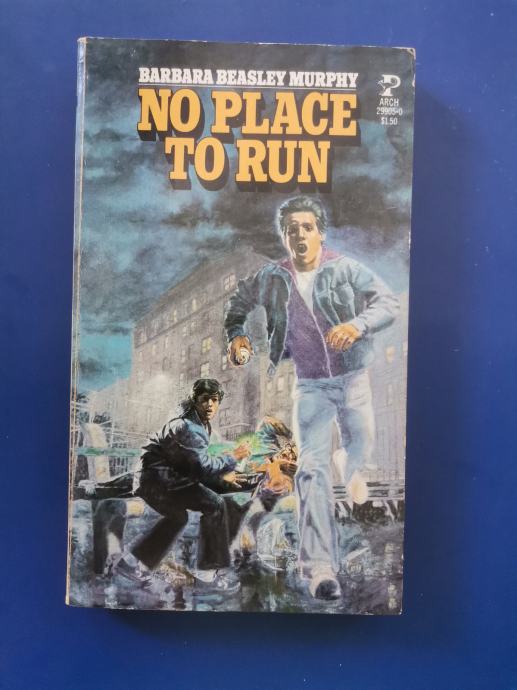 BARBARA BEASLEY MURPHY
NO PLACE
TO RUN
P
ARCH
29905-0
$1.50